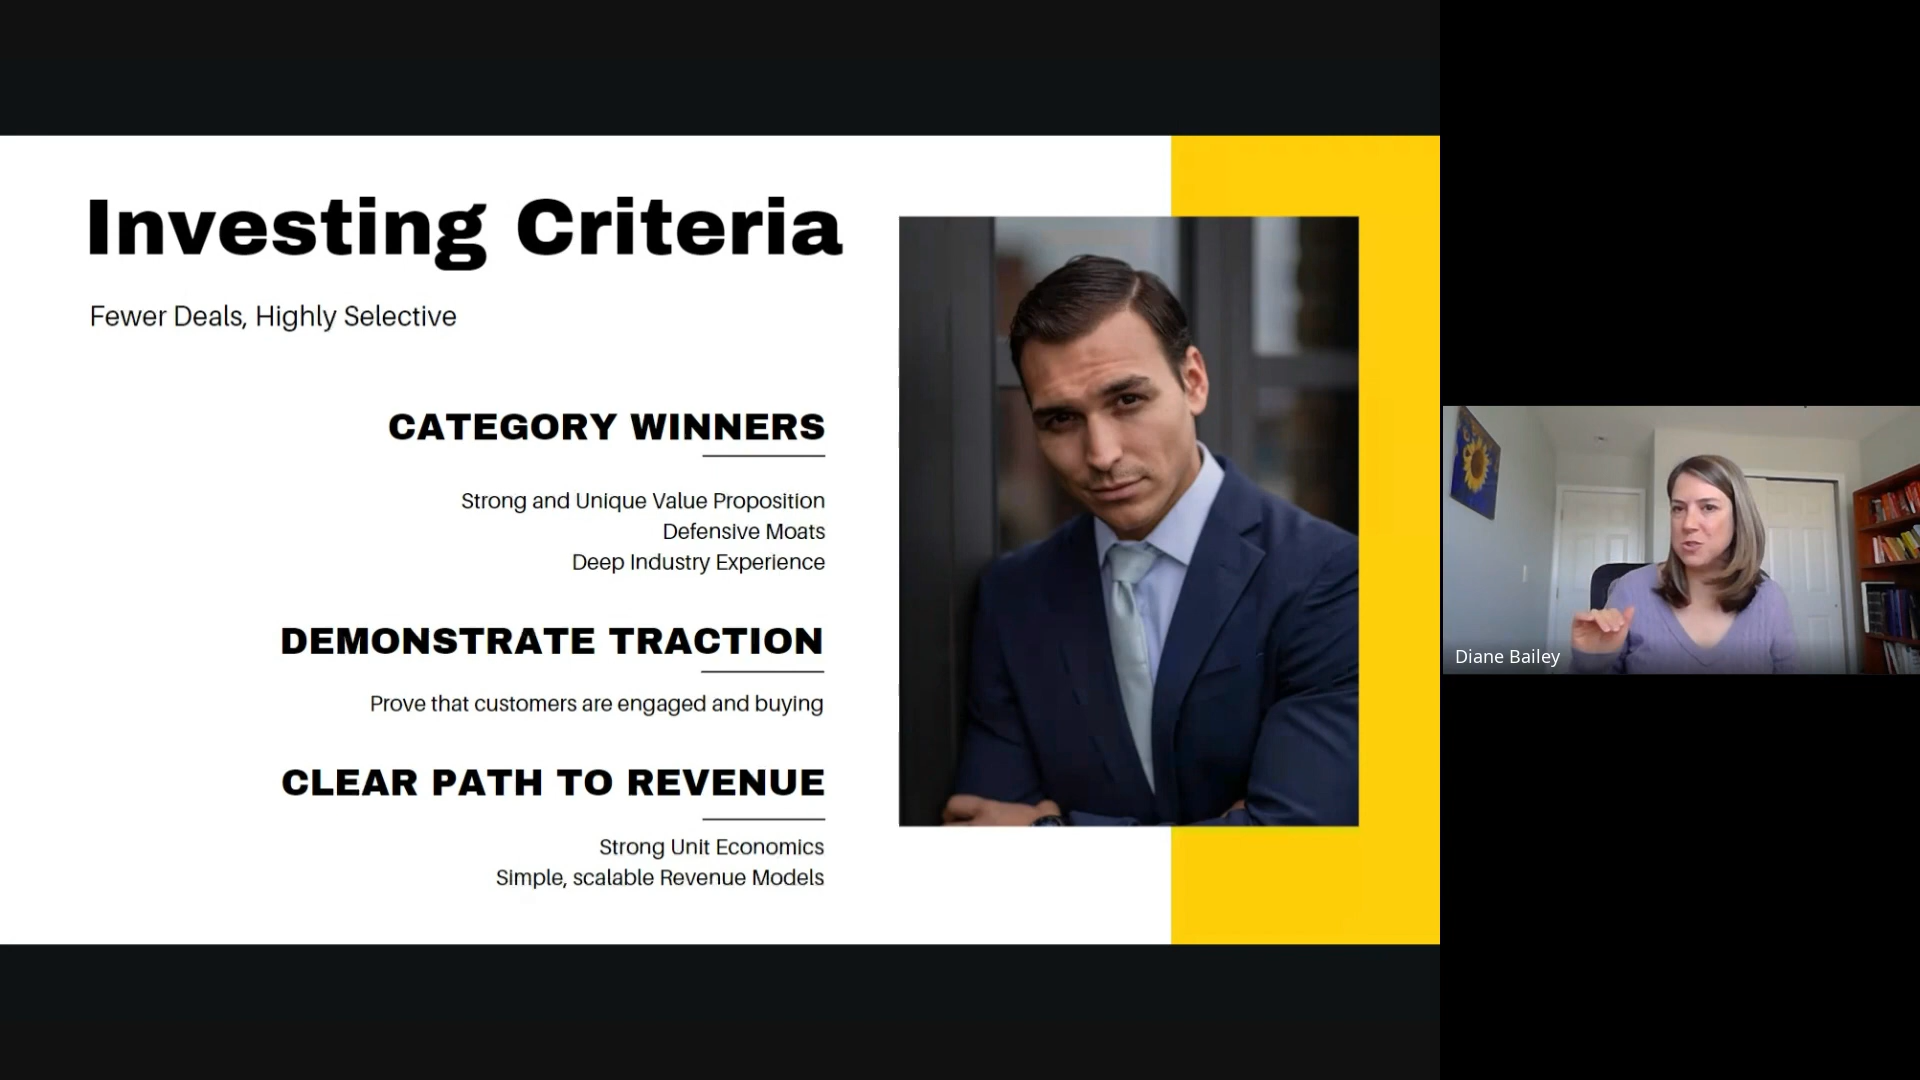 Investing Criteria
Fewer Deals, Highly Selective
CATEGORY WINNERS
Strong and Unique Value Proposition
Defensive Moats
Deep Industry Experience
DEMONSTRATE TRACTION
Prove that customers are engaged and buying
CLEAR PATH TO REVENUE
Strong Unit Economics
Simple, scalable Revenue Models
Diane Bailey